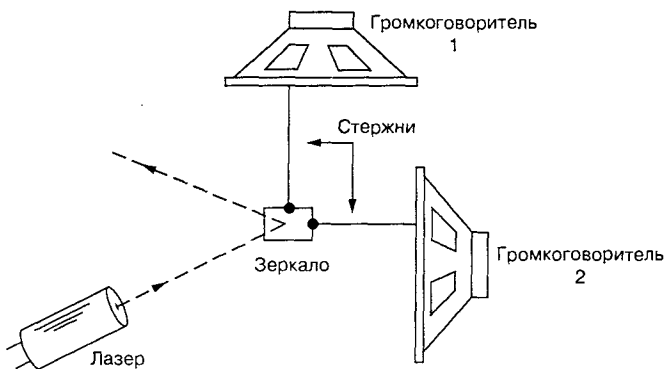 Громкоговоритель
1
Стержни
Громкоговоритель
2
Зеркало
Лазер